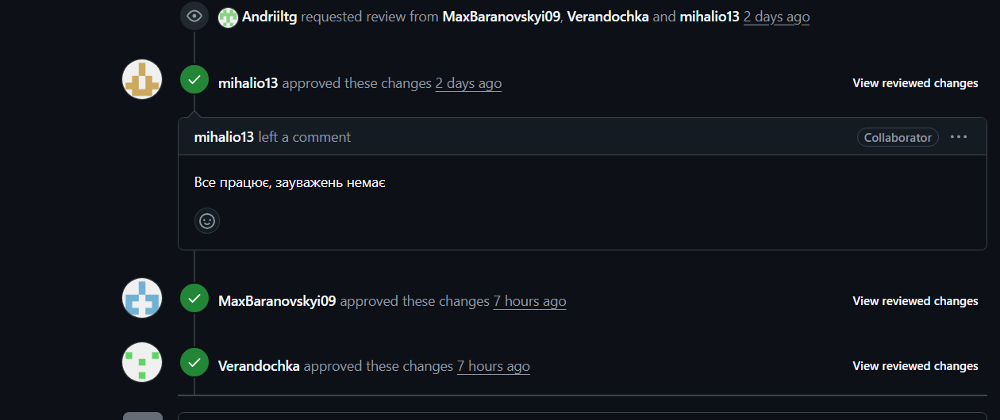 Andriiltg requested review from MaxBaranovskyi09, Verandochka and mihalio13 2 days ago
mihalio13 approved these changes 2 days ago View reviewed changes
mihalio13 left a comment Collaborator
Все працює, зауважень немає
MaxBaranovskyi09 approved these changes 7 hours ago View reviewed changes
Verandochka approved these changes 7 hours ago View reviewed changes